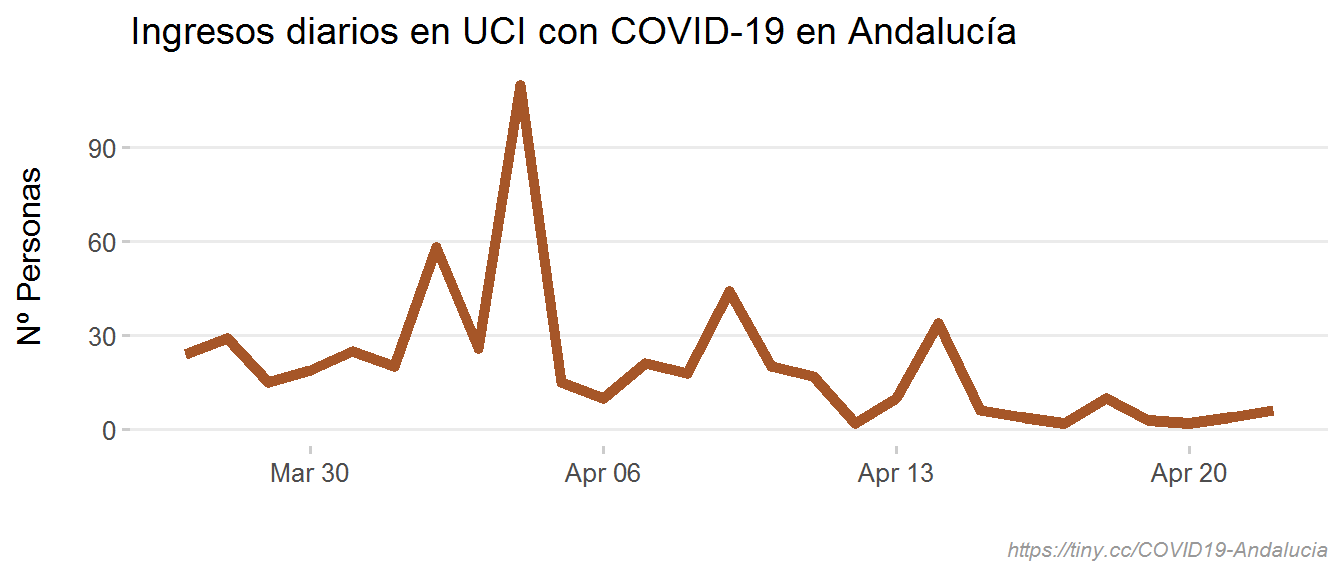 Ingresos diarios en UCI con COVID-19 en Andalucía
Nº Personas
90
60
30
0
Mar 30
Apr 06
Apr 13
Apr 20
https://tiny.cc/COVID19-Andalucia